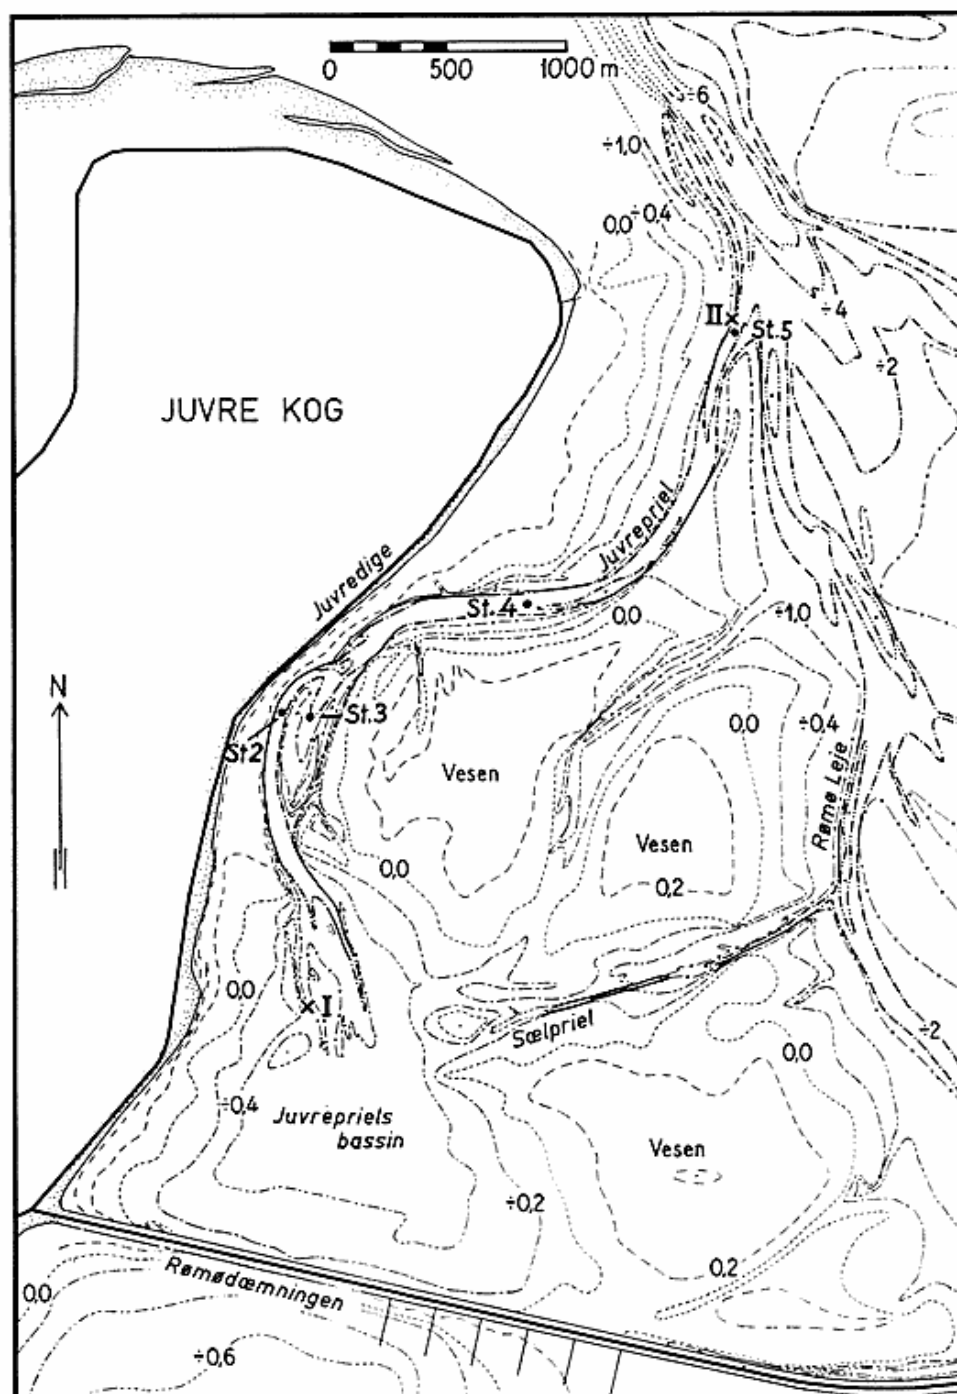 0 500 1000 m
÷6
÷1,0
÷0,4
0,0
II
St.5
÷4
÷2
JUVRE KOG
Juvrepriel
Juvredige
St.4
0,0
÷1,0
N
St.3
St2
0,0
÷0,4
Vesen
Rømø Leje
Vesen
0,0
0,2
0,0
I
Sælpriel
÷2
0,0
÷0,4
Juvrepriels
bassin
Vesen
÷0,2
0,2
Rømødæmningen
0,0
÷0,6